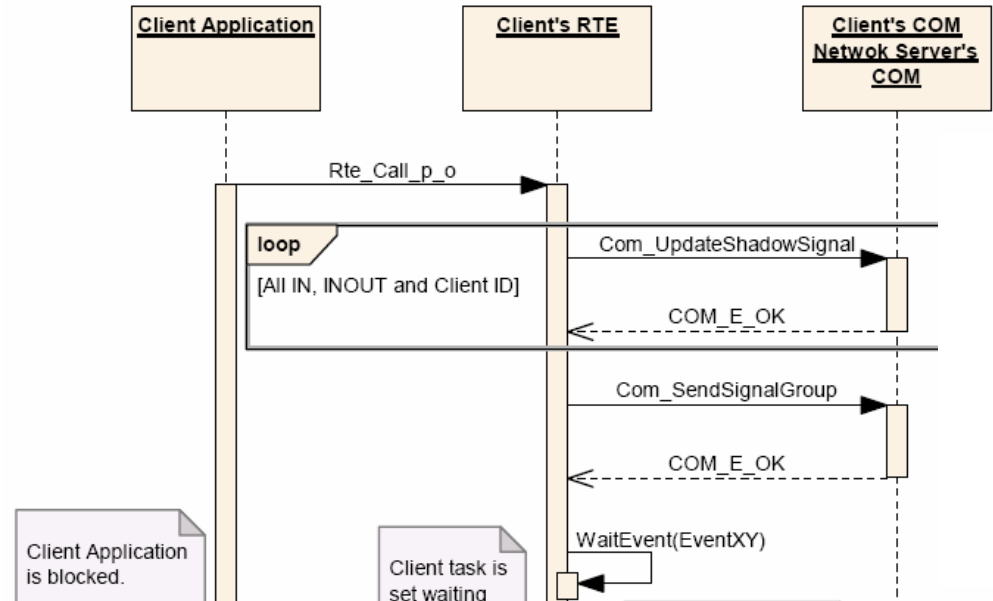 Client Application
Client's RTE
Client's COM
Netwok Server's
COM
Rte_Call_p_o
loop
Com_UpdateShadowSignal
[All IN, INOUT and Client ID]
COM_E_OK
Com_SendSignalGroup
COM_E_OK
WaitEvent(EventXY)
Client Application
is blocked.
Client task is
set waiting